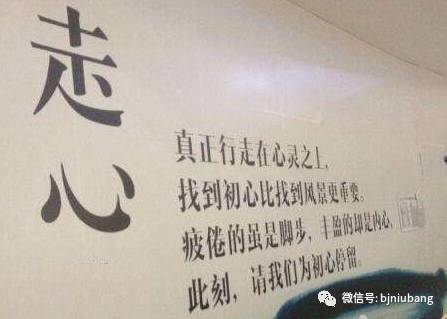 走心
真正行走在心灵之上,
找到初心比找到风景更重要。
疲倦的虽是脚步, 丰盈的却是内心,
此刻, 请我们为初心停留。
微信号: bjniubang